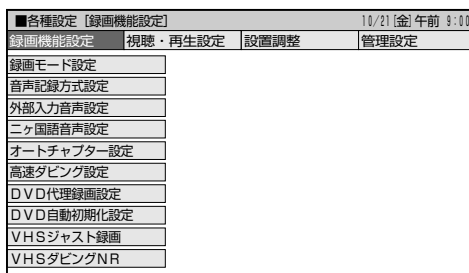 ■各種設定 [録画機能設定] 10/21[金]午前 9:00
録画機能設定 視聴・再生設定 設置調整 管理設定
録画モード設定
音声記録方式設定
外部入力音声設定
二ヶ国語音声設定
オートチャプター設定
高速ダビング設定
DVD代理録画設定
DVD自動初期化設定
VHSジャスト録画
VHSダビングNR